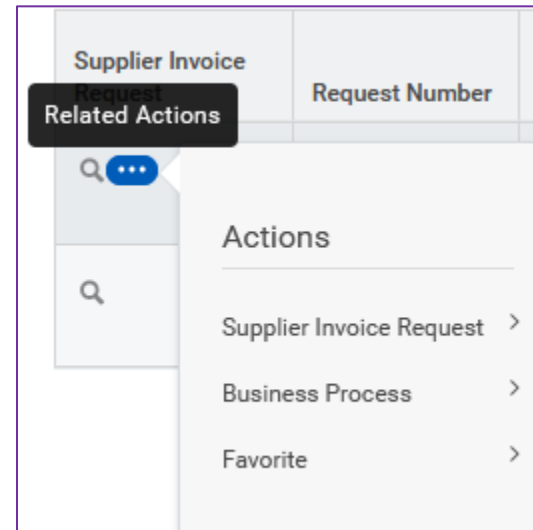 Supplier Invoice
Request
Request Number
Related Actions
Actions
Supplier Invoice Request
Business Process
Favorite